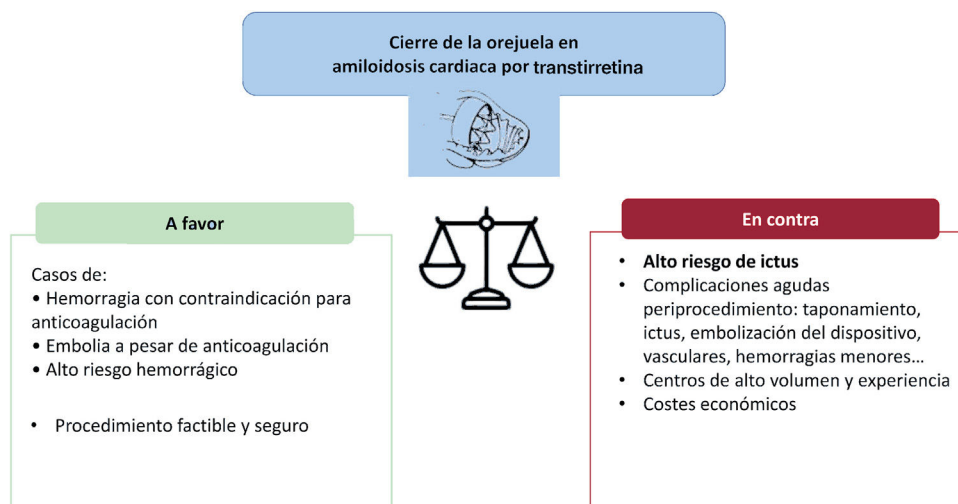 Cierre de la orejuela en
amiloidosis cardiaca por transtirretina
A favor
Casos de:
• Hemorragia con contraindicación para
anticoagulación
• Embolia a pesar de anticoagulación
• Alto riesgo hemorrágico
• Procedimiento factible y seguro
En contra
• Alto riesgo de ictus
• Complicaciones agudas
periprocedimiento: taponamiento,
ictus, embolización del dispositivo,
vasculares, hemorragias menores...
• Centros de alto volumen y experiencia
• Costes económicos